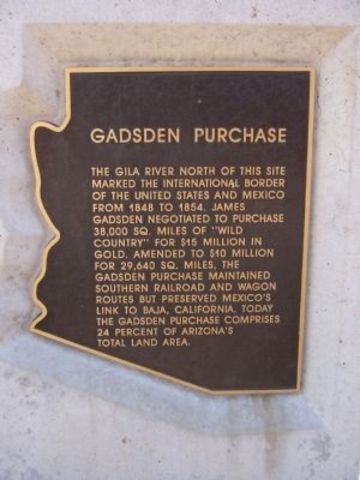 GADSDEN PURCHASE
THE GILA RIVER NORTH OF THIS SITE
MARKED THE INTERNATIONAL BORDER
OF THE UNITED STATES AND MEXICO
FROM 1848 TO 1854. JAMES
GADSDEN NEGOTIATED TO PURCHASE
38,000 SQ. MILES OF "WILD
COUNTRY" FOR $15 MILLION IN
GOLD. AMENDED TO $10 MILLION
FOR 29,640 SQ. MILES, THE
GADSDEN PURCHASE MAINTAINED
SOUTHERN RAILROAD AND WAGON
ROUTES BUT PRESERVED MEXICO'S
LINK TO BAJA, CALIFORNIA. TODAY
THE GADSDEN PURCHASE COMPRISES
24 PERCENT OF ARIZONA'S
TOTAL LAND AREA.